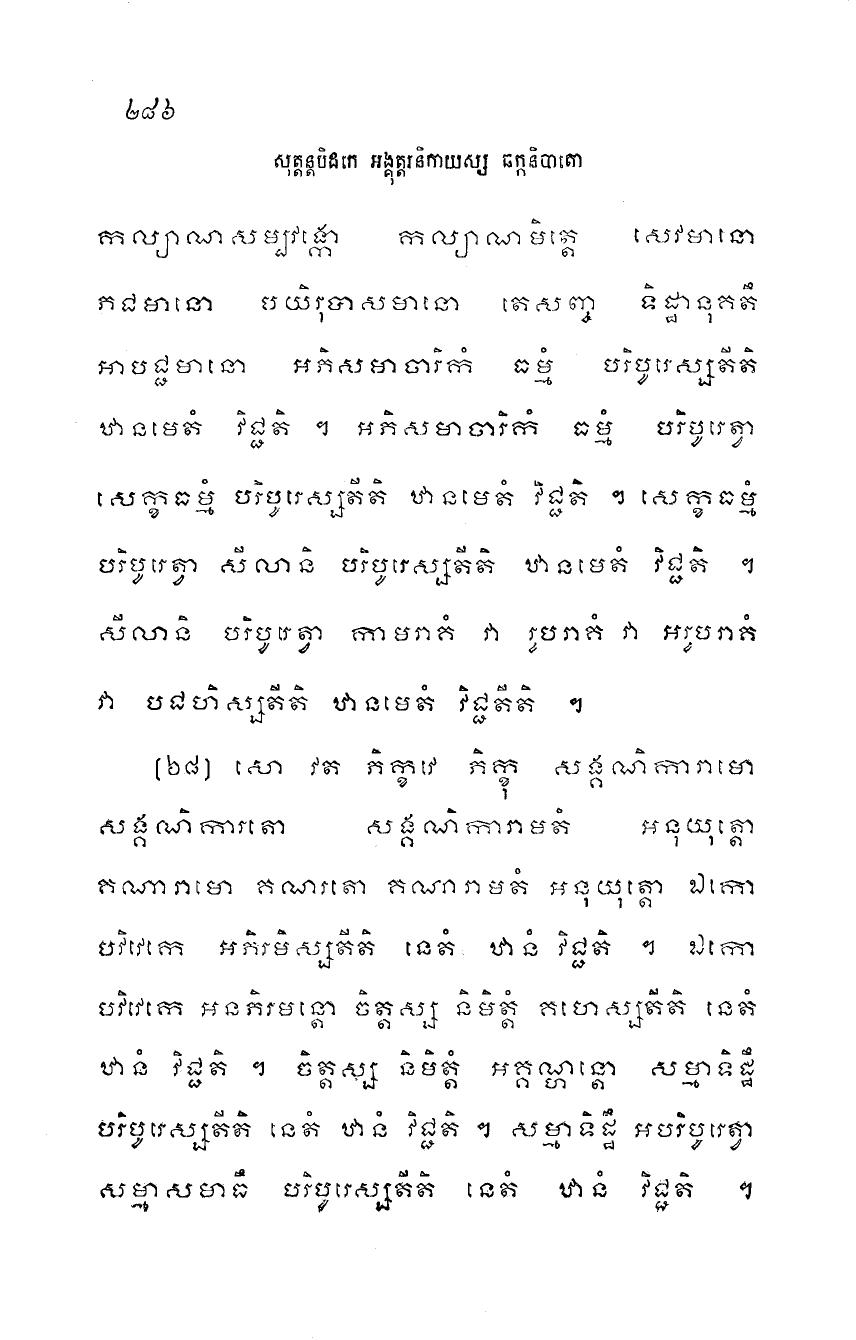 ២៨៦
សុត្តន្តបិដកេ អង្គុត្តរនិកាយស្ស ឆក្កនិបាតោ
កល្យាណសម្បវង្កោ កល្យាណមិត្តេ សេវមានោ
ភជមានោ បយិរុបាសមានោ តេសញ្ច ទិដ្ឋានុគតឹ
អាបជ្ជមានោ អភិសមាចារិកំ ធម្មំ បរិបូរេស្សតីតិ
ឋានមេតំ វិជ្ជតិ ។ អភិសមាចារិកំ ធម្មំ បរិបូរេត្វា
សេក្ខធម្មំ បរិបូរេស្សតីតិ ឋានមេតំ វិជ្ជតិ ។ សេក្ខធម្មំ
បរិបូរេត្វា សីលានិ បរិបូរេស្សតីតិ ឋានមេតំ វិជ្ជតិ ។
សីលានិ បរិបូរេត្វា កាមរាគំ វា រូបរាគំ វា អរូបរាគំ
វា បជហិស្សតីតិ ឋានមេតំ វិជ្ជតីតិ ។
[២៨] សោ វត ភិក្ខវេ ភិក្ខុ សង្គណិការាមោ
សង្គណិការតោ សង្គណិការាមតំ អនុយុត្តោ
គណារាមោ គណរតោ គណារាមតំ អនុយុត្តោ ឯកោ
បវិវេកេ អភិរមិស្សតីតិ នេតំ ឋានំ វិជ្ជតិ ។ ឯកោ
បវិវេកេ អនភិរមន្តោ ចិត្តស្ស និមិត្តំ គហេស្សតីតិ នេតំ
ឋានំ វិជ្ជតិ ។ ចិត្តស្ស និមិត្តំ អគ្គណ្ហន្តោ សម្មាទិដ្ឋឹ
បរិបូរេស្សតីតិ នេតំ ឋានំ វិជ្ជតិ ។ សម្មាទិដ្ឋឹ អបរិបូរេត្វា
សម្មាសមាធឹ បរិបូរេស្សតីតិ នេតំ ឋានំ វិជ្ជតិ ។